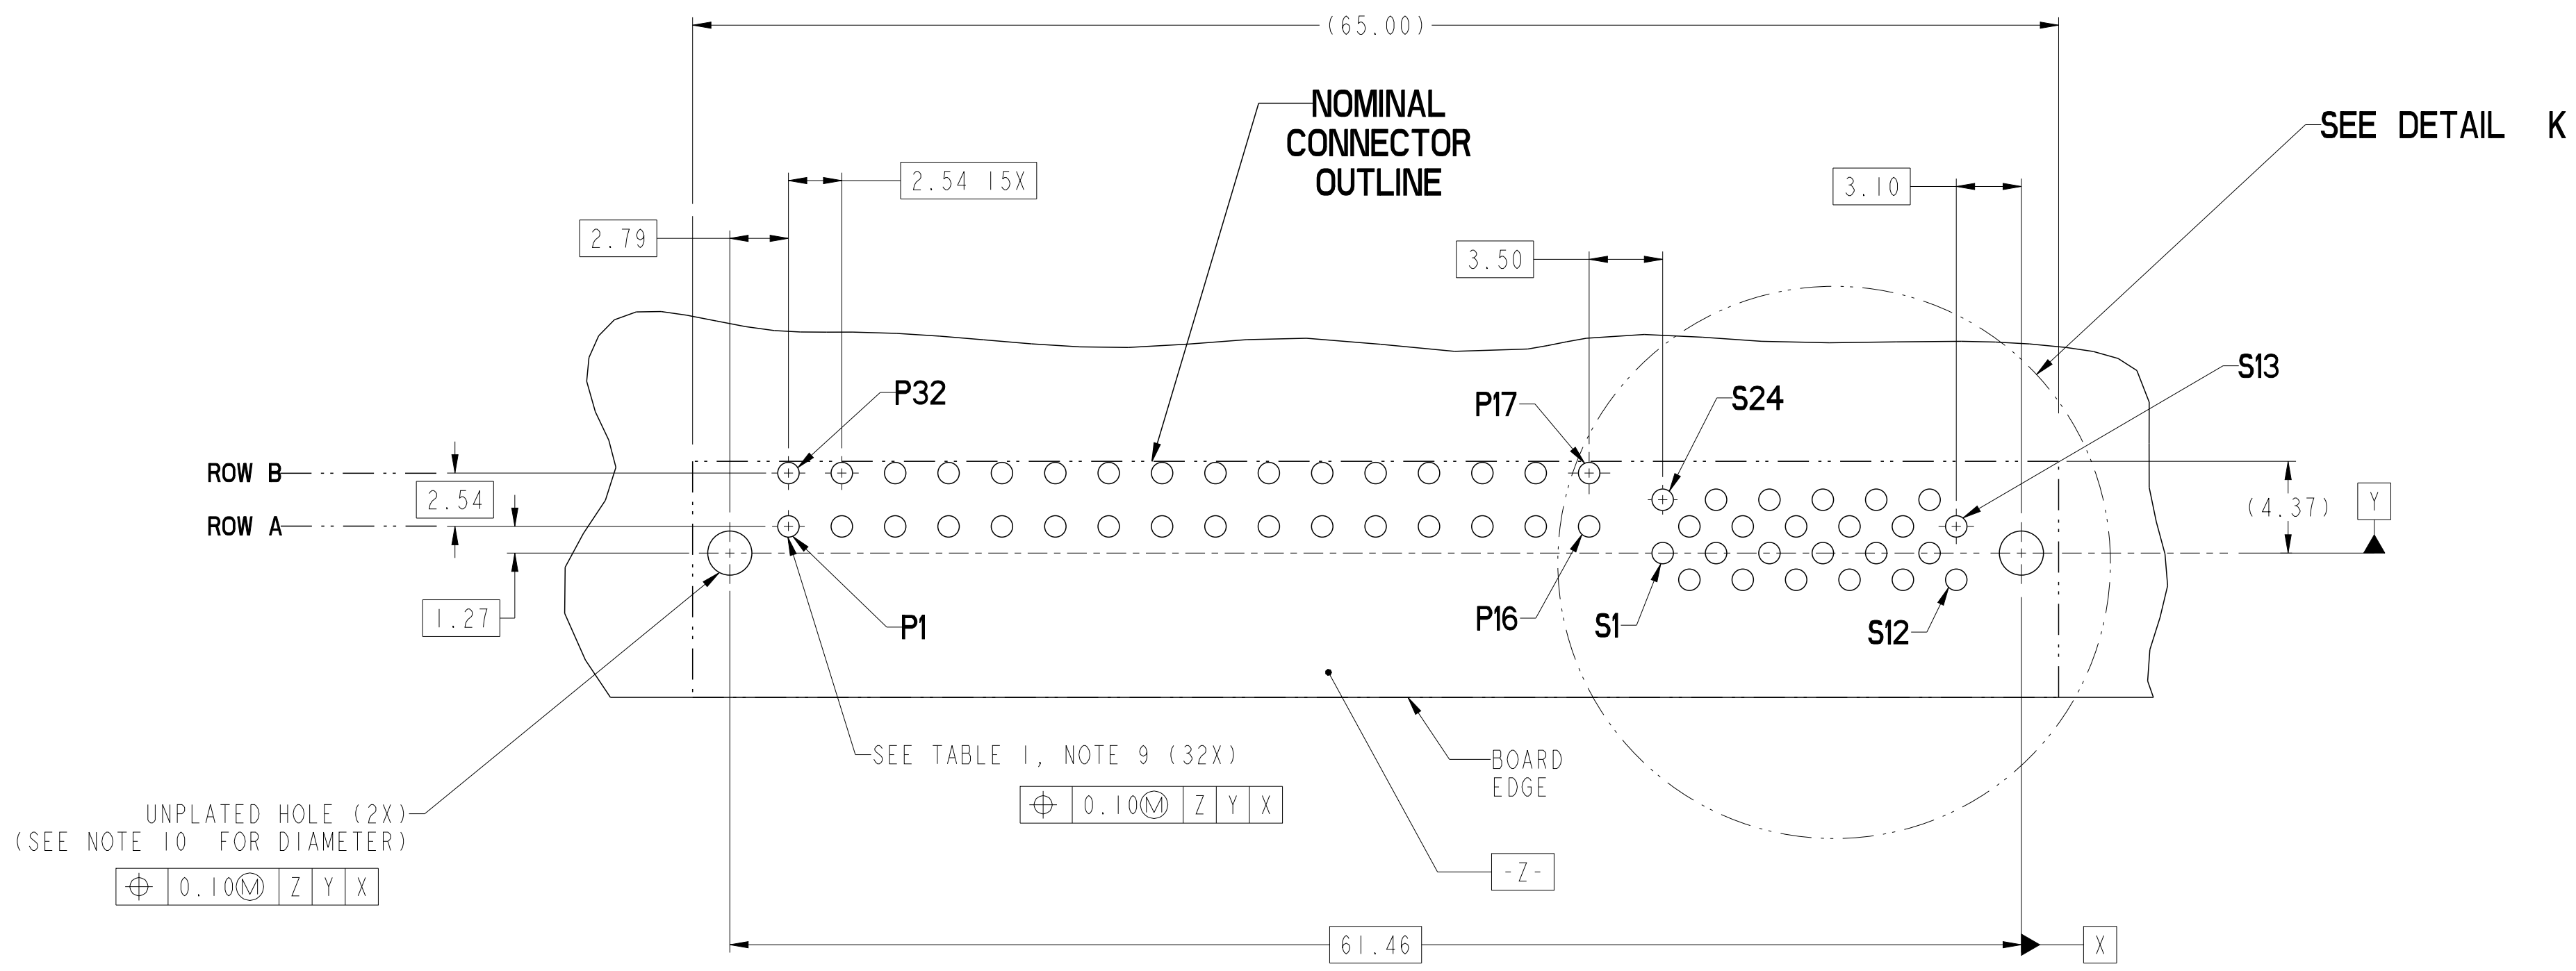 (65.00)
NOMINAL
CONNECTOR
OUTLINE
SEE DETAIL K
2.54 15X
3.10
2.79
3.50
P32
P17
S24
S13
ROW B
2.54
ROW A
(4.37)
Y
1.27
P1
P16
S1
S12
SEE TABLE 1, NOTE 9 (32X)
⌖ 0.10Ⓜ Z Y X
BOARD
EDGE
UNPLATED HOLE (2X)
(SEE NOTE 10 FOR DIAMETER)
⌖ 0.10Ⓜ Z Y X
-Z-
61.46
X